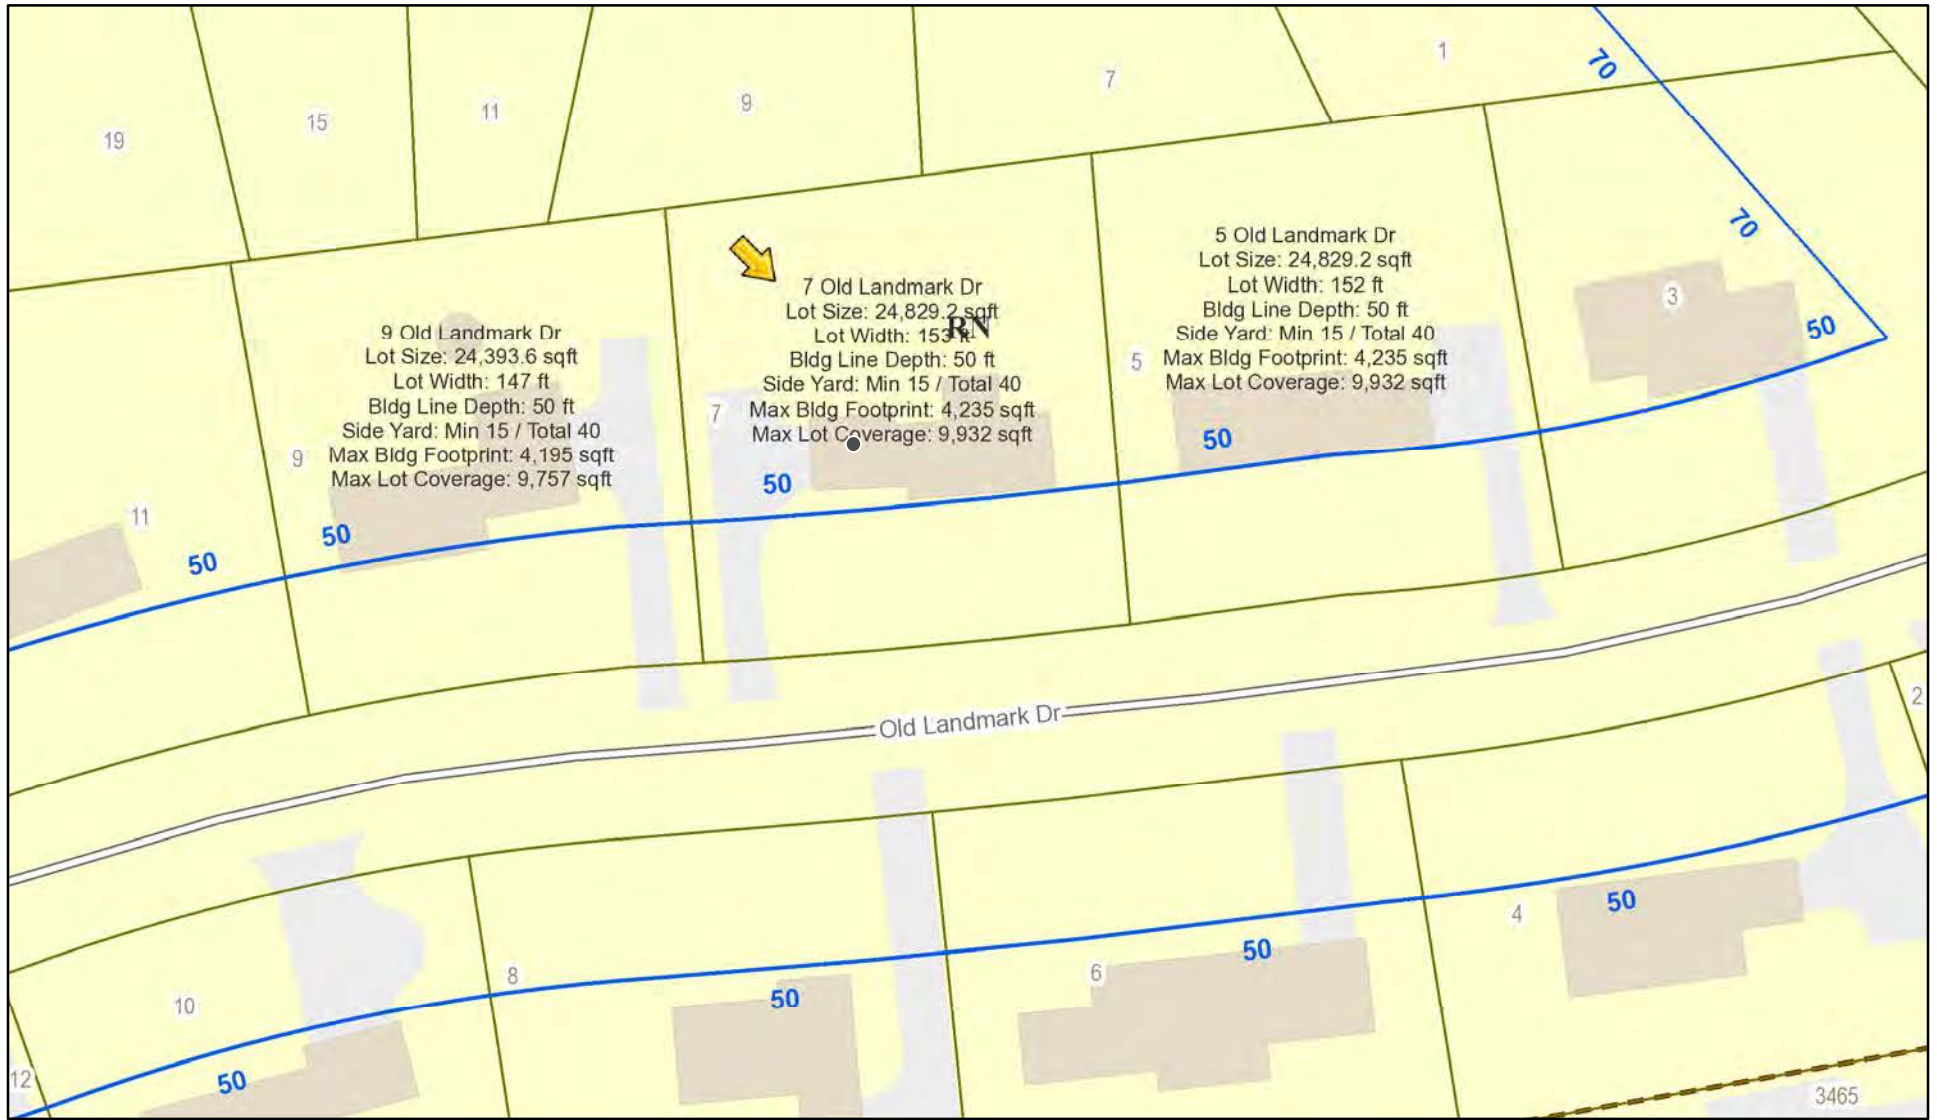 1
70
7
9
11
15
19
70
5 Old Landmark Dr
Lot Size: 24,829.2 sqft
Lot Width: 152 ft
Bldg Line Depth: 50 ft
Side Yard: Min 15 / Total 40
Max Bldg Footprint: 4,235 sqft
Max Lot Coverage: 9,932 sqft
7 Old Landmark Dr
Lot Size: 24,829.2 sqft
Lot Width: 153 ft
Bldg Line Depth: 50 ft
Side Yard: Min 15 / Total 40
Max Bldg Footprint: 4,235 sqft
Max Lot Coverage: 9,932 sqft
RN
9 Old Landmark Dr
Lot Size: 24,393.6 sqft
Lot Width: 147 ft
Bldg Line Depth: 50 ft
Side Yard: Min 15 / Total 40
Max Bldg Footprint: 4,195 sqft
Max Lot Coverage: 9,757 sqft
3
50
5
7
50
9
50
11
50
50
Old Landmark Dr
2
4
50
6
50
8
50
10
50
12
3465